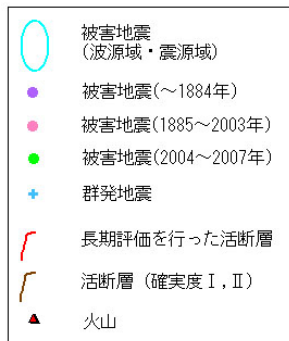 被害地震
(波源域・震源域)
被害地震(～1884年)
被害地震(1885～2003年)
被害地震(2004～2007年)
群発地震
長期評価を行った活断層
活断層（確実度Ⅰ,Ⅱ）
火山